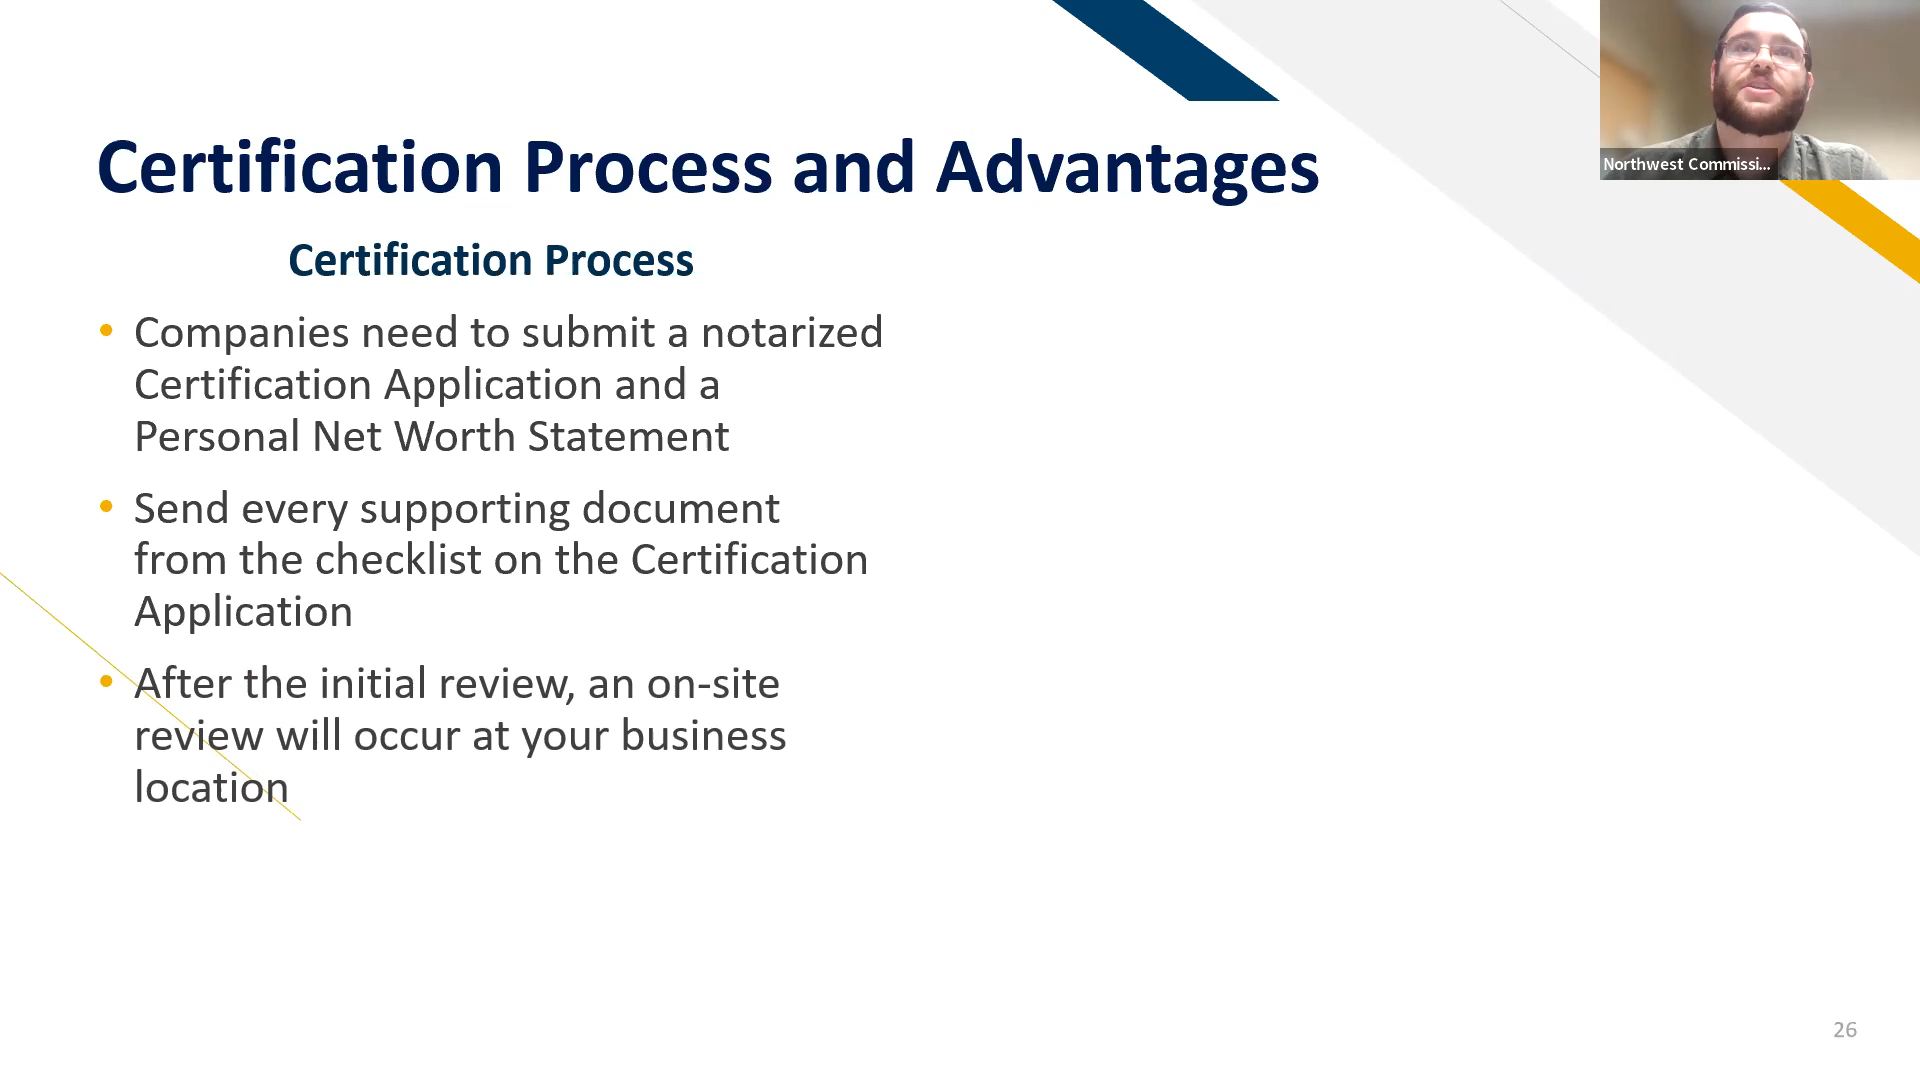 Certification Process and Advantages
Northwest Commissi...
Certification Process
• Companies need to submit a notarized
Certification Application and a
Personal Net Worth Statement
• Send every supporting document
from the checklist on the Certification
Application
• After the initial review, an on-site
review will occur at your business
location
26